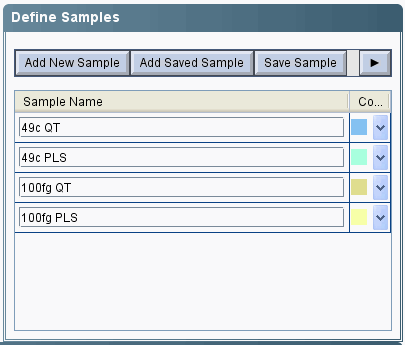 Define Samples
Add New Sample Add Saved Sample Save Sample
Sample Name Co...
49c QT
49c PLS
100fg QT
100fg PLS